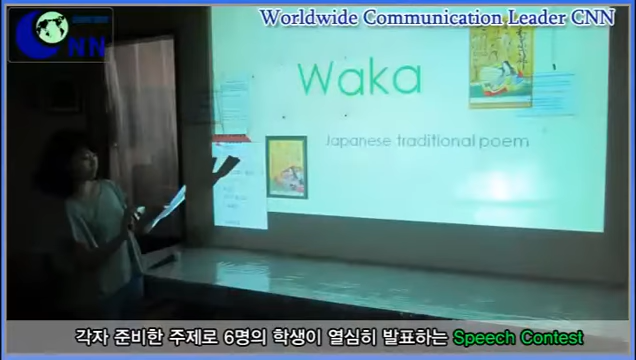 Worldwide Communication Leader CNN
CNN
Waka
Japanese traditional poem
각자 준비한 주제로 6명의 학생이 열심히 발표하는 Speech Contest